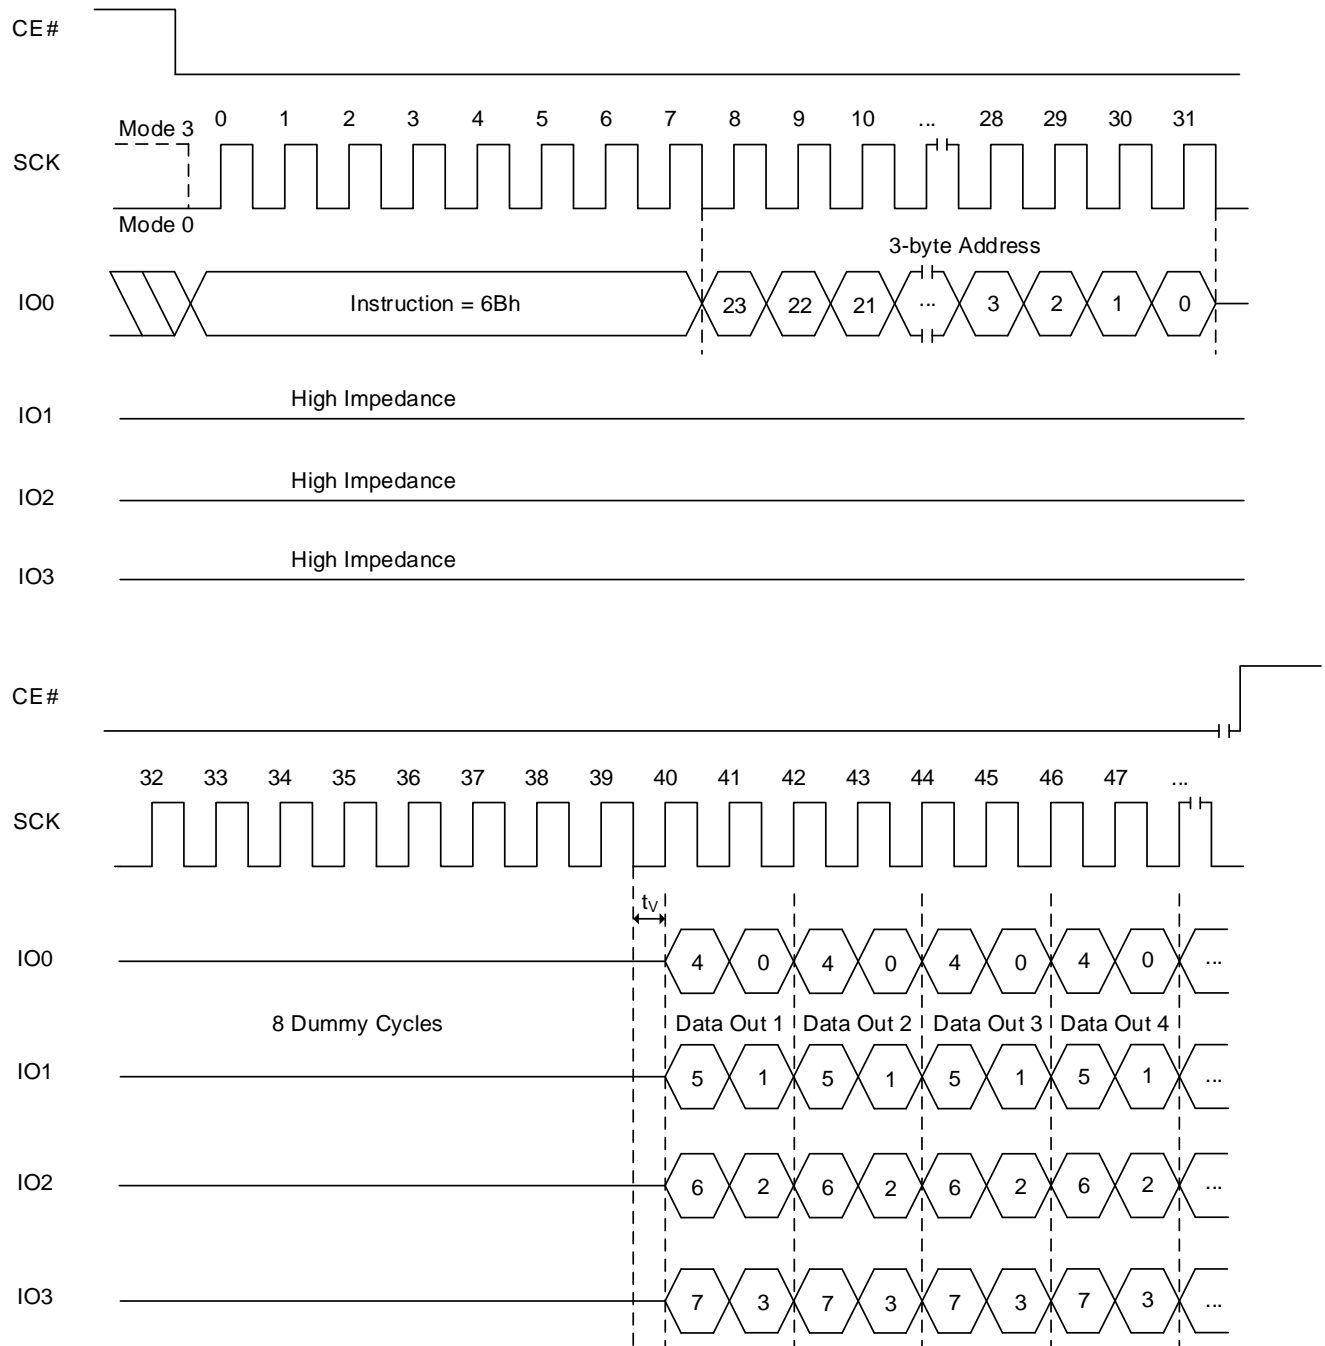 CE#
Mode 3 0 1 2 3 4 5 6 7 8 9 10 ... 28 29 30 31
SCK
Mode 0
3-byte Address
IO0 Instruction = 6Bh 23 22 21 ... 3 2 1 0
High Impedance
IO1
High Impedance
IO2
High Impedance
IO3
CE#
32 33 34 35 36 37 38 39 40 41 42 43 44 45 46 47 ...
SCK
tV
IO0 4 0 4 0 4 0 4 0 ...
8 Dummy Cycles Data Out 1 Data Out 2 Data Out 3 Data Out 4
IO1 5 1 5 1 5 1 5 1 ...
IO2 6 2 6 2 6 2 6 2 ...
IO3 7 3 7 3 7 3 7 3 ...